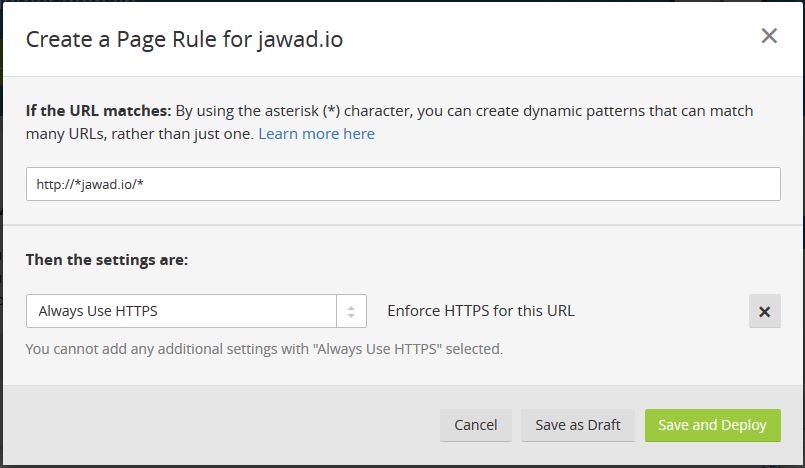 Create a Page Rule for jawad.io
If the URL matches: By using the asterisk (*) character, you can create dynamic patterns that can match
many URLs, rather than just one. Learn more here
http://*jawad.io/*
Then the settings are:
Always Use HTTPS
Enforce HTTPS for this URL
You cannot add any additional settings with "Always Use HTTPS" selected.
Cancel
Save as Draft
Save and Deploy